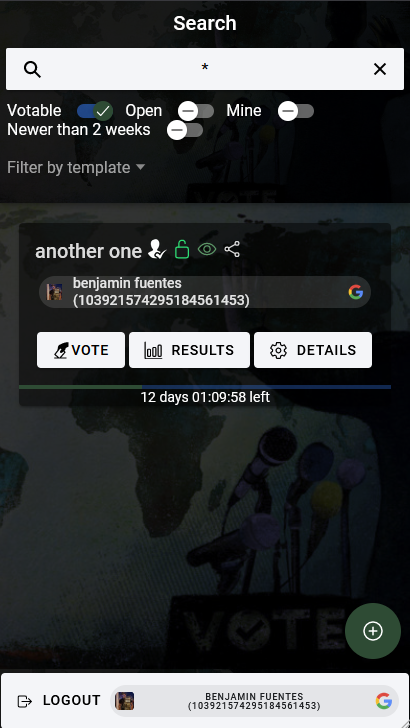 Search
*
Votable Open Mine
Newer than 2 weeks
Filter by template
another one
benjamin fuentes
(103921574295184561453)
VOTE RESULTS DETAILS
12 days 01:09:58 left
VOTE
LOGOUT BENJAMIN FUENTES
(103921574295184561453)